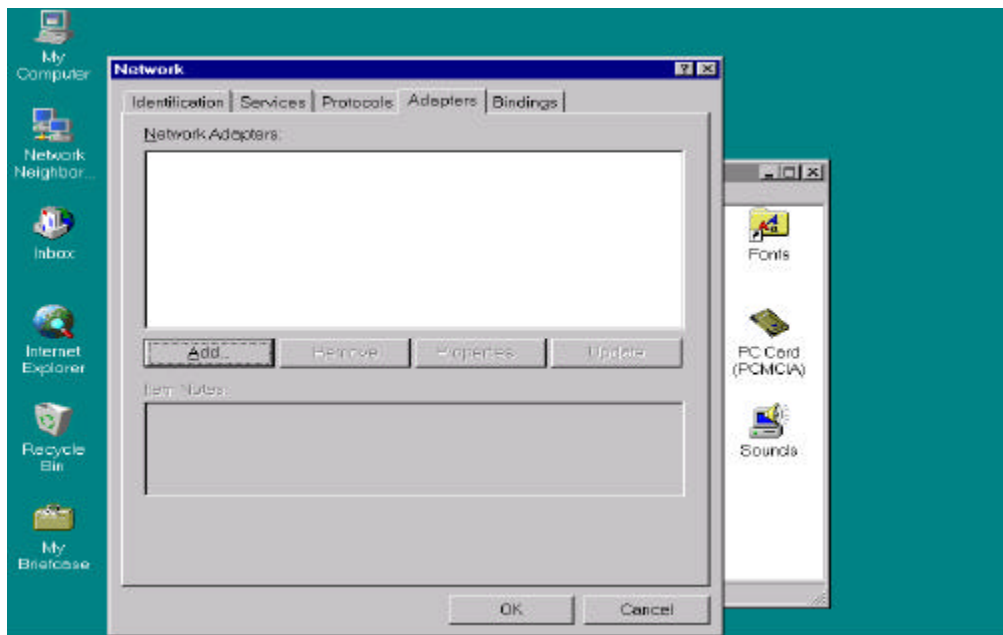 My
Computer
Network
Neighbor...
Inbox
Internet
Explorer
Recycle
Bin
My
Briefcase
Network
Identification Services Protocols Adapters Bindings
Network Adapters:
Add... Remove Properties Update
Item Notes:
OK Cancel
Fonts
PC Card
(PCMCIA)
Sounds